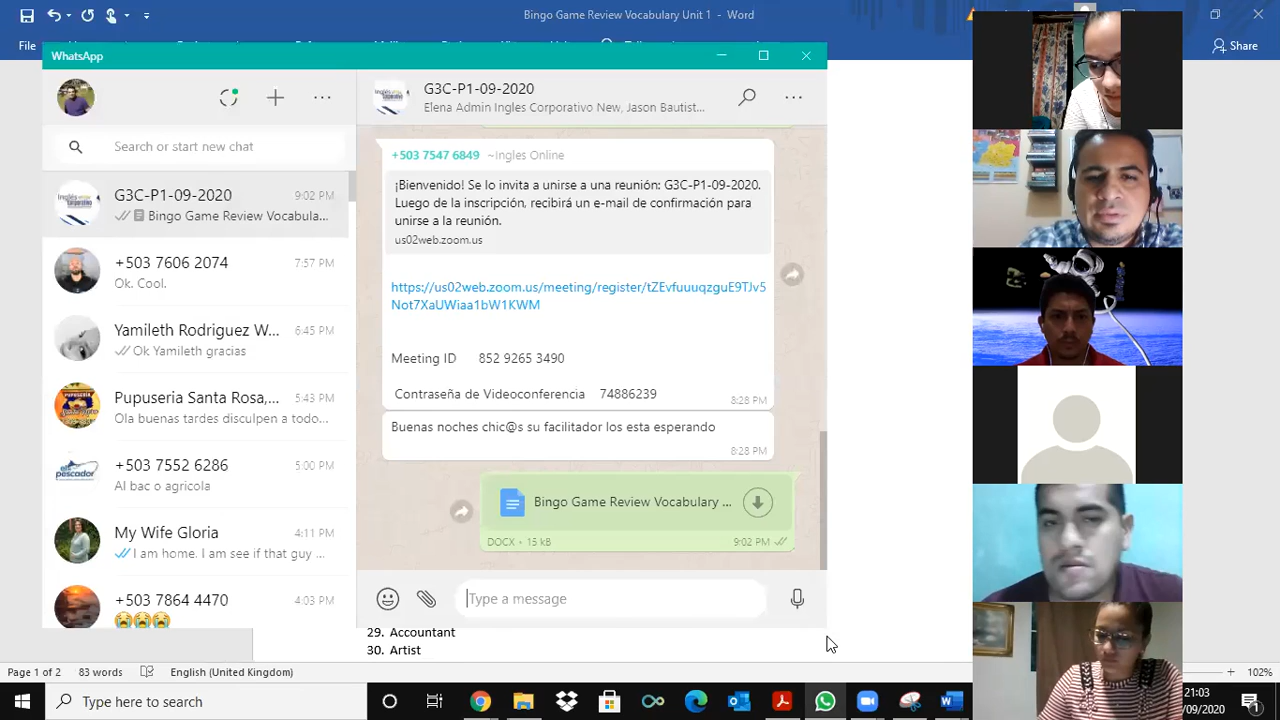 Bingo Game Review Vocabulary Unit 1 - Word
File
Share
WhatsApp
G3C-P1-09-2020
Elena Admin Ingles Corporativo New, Jason Bautist...
Search or start new chat
G3C-P1-09-2020
9:02 PM
Bingo Game Review Vocabula...
+503 7606 2074
7:57 PM
Ok. Cool.
Yamileth Rodriguez W...
6:45 PM
Ok Yamileth gracias
Pupuseria Santa Rosa,...
5:43 PM
Ola buenas tardes disculpen a todo...
+503 7552 6286
5:00 PM
Al bac o agricola
My Wife Gloria
4:11 PM
I am home. I am see if that guy ...
+503 7864 4470
4:03 PM
+503 7547 6849 ~Ingles Online
¡Bienvenido! Se lo invita a unirse a una reunión: G3C-P1-09-2020.
Luego de la inscripción, recibirá un e-mail de confirmación para
unirse a la reunión.
us02web.zoom.us
https://us02web.zoom.us/meeting/register/tZEvfuuuqzguE9TJv5
Not7XaUWiaa1bW1KWM
Meeting ID 852 9265 3490
Contraseña de Videoconferencia 74886239
8:28 PM
Buenas noches chic@s su facilitador los esta esperando
8:28 PM
Bingo Game Review Vocabulary ...
DOCX • 15 kB
9:02 PM
Type a message
29. Accountant
30. Artist
Page 1 of 2 83 words English (United Kingdom)
102%
Type here to search
21:03
/09/2020